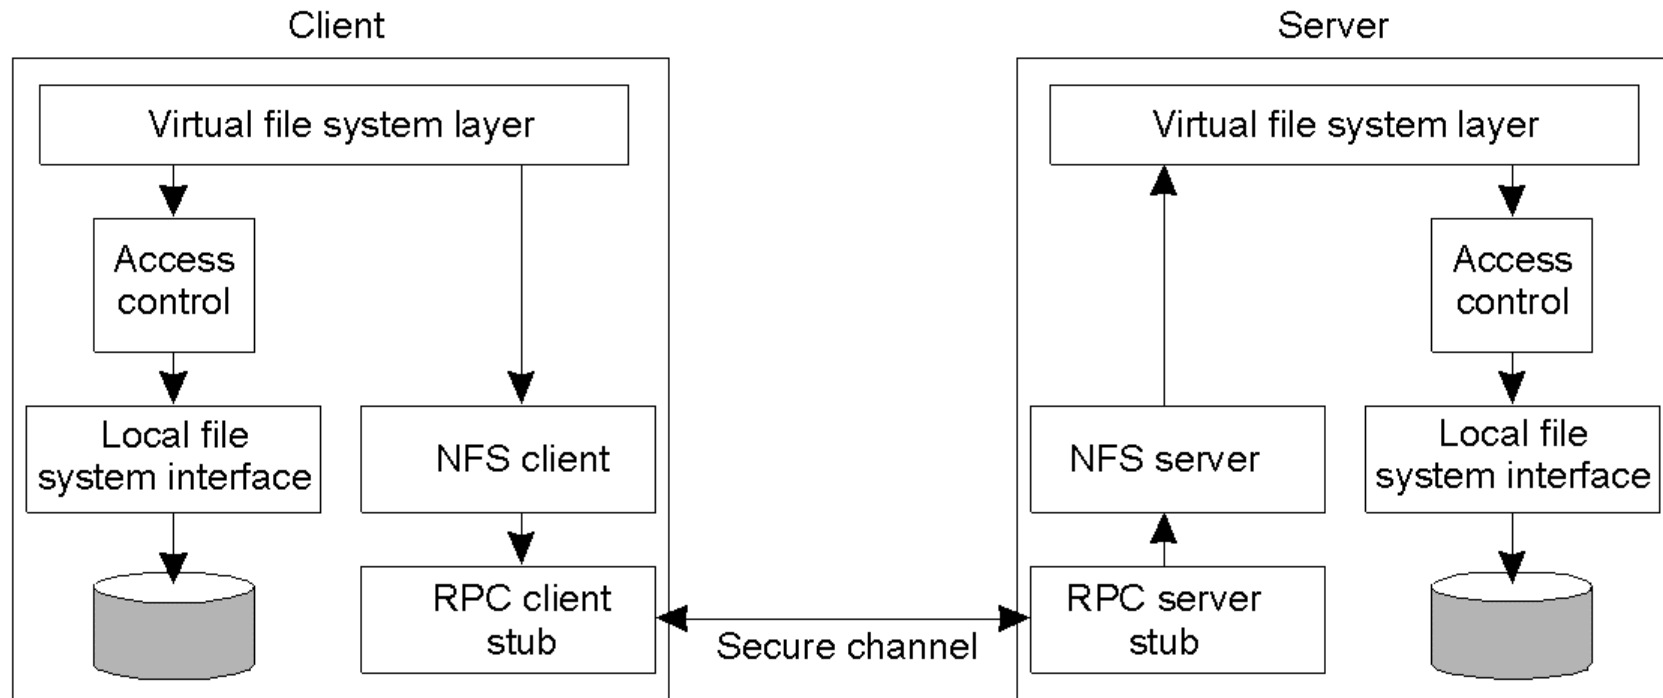 Client
Server
Virtual file system layer
Virtual file system layer
Access
control
Access
control
Local file
system interface
NFS client
NFS server
Local file
system interface
RPC client
stub
Secure channel
RPC server
stub